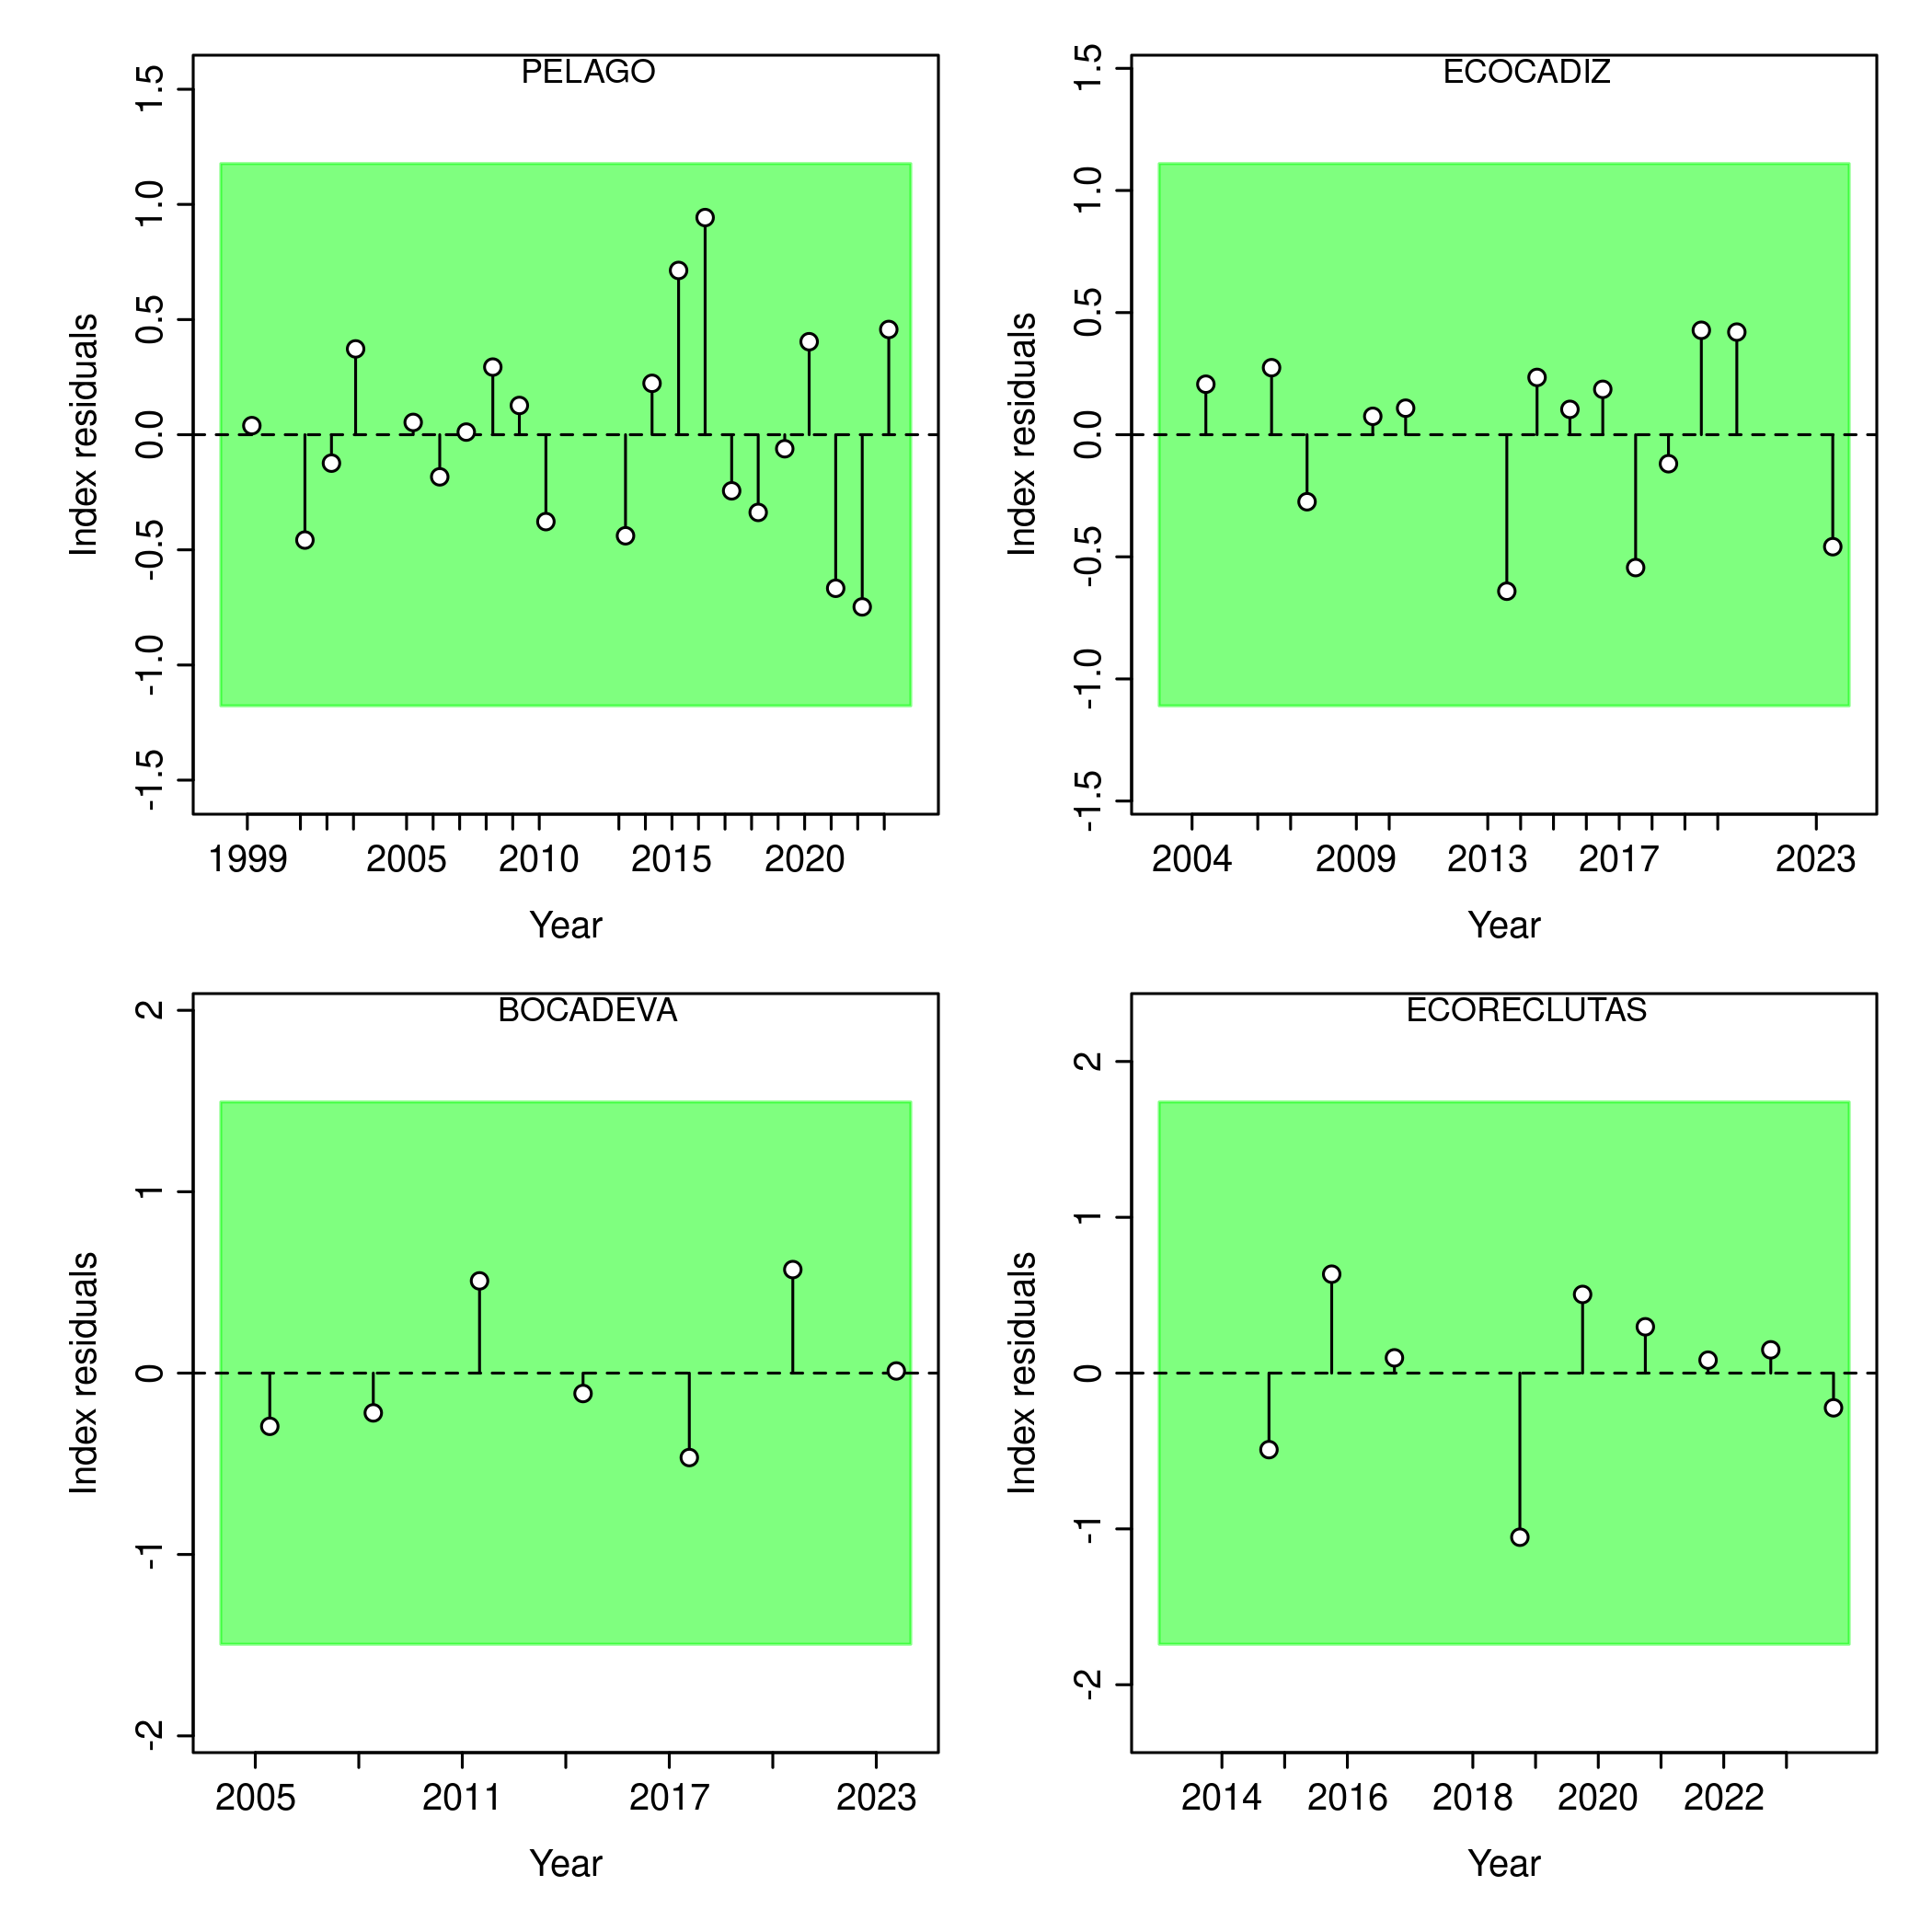 PELAGO
Index residuals
1.5
1.0
0.5
0.0
-0.5
-1.0
-1.5
1999 2005 2010 2015 2020
Year
ECOCADIZ
Index residuals
1.5
1.0
0.5
0.0
-0.5
-1.0
-1.5
2004 2009 2013 2017 2023
Year
BOCADEVA
Index residuals
2
1
0
-1
-2
2005 2011 2017 2023
Year
ECORECLUTAS
Index residuals
2
1
0
-1
-2
2014 2016 2018 2020 2022
Year